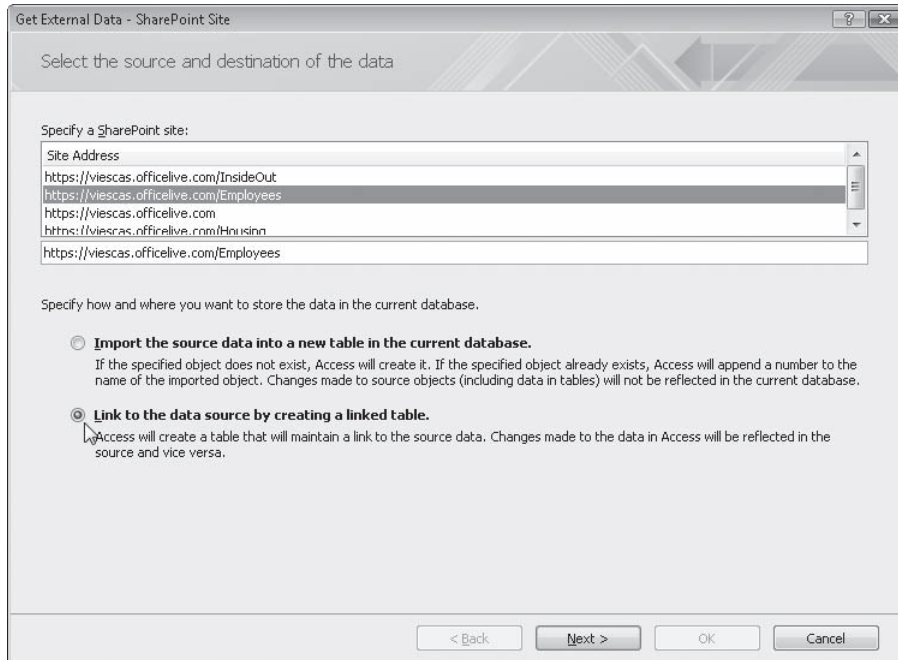 Get External Data - SharePoint Site
Select the source and destination of the data
Specify a SharePoint site:
Site Address
https://viescas.officelive.com/InsideOut
https://viescas.officelive.com/Employees
https://viescas.officelive.com
https://viescas.officelive.com/Housing
https://viescas.officelive.com/Employees
Specify how and where you want to store the data in the current database.
Import the source data into a new table in the current database.
If the specified object does not exist, Access will create it. If the specified object already exists, Access will append a number to the
name of the imported object. Changes made to source objects (including data in tables) will not be reflected in the current database.
Link to the data source by creating a linked table.
Access will create a table that will maintain a link to the source data. Changes made to the data in Access will be reflected in the
source and vice versa.
< Back
Next >
OK
Cancel